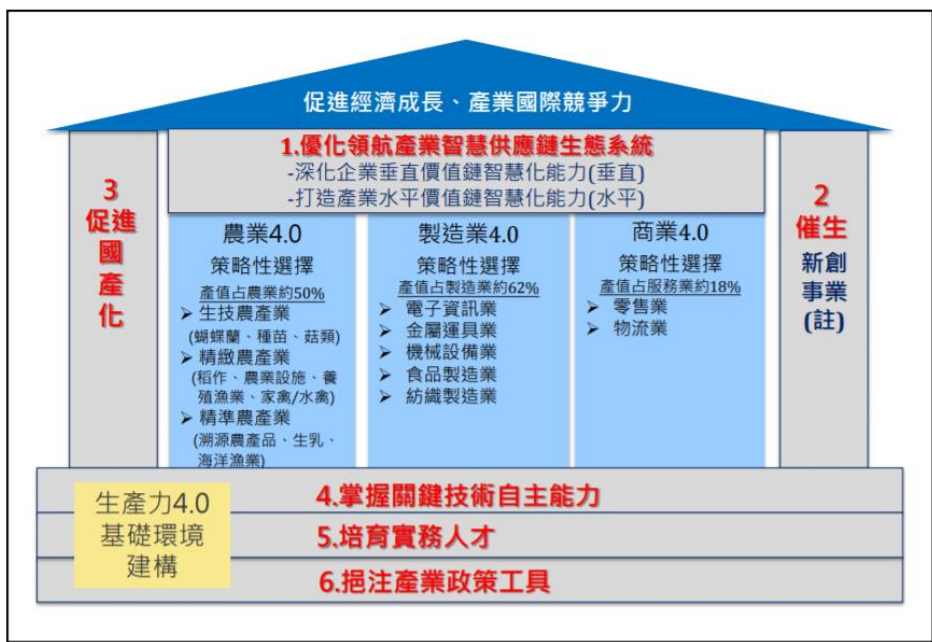 促進經濟成長、產業國際競爭力
1.優化領航產業智慧供應鏈生態系統
-深化企業垂直價值鏈智慧化能力(垂直)
-打造產業水平價值鏈智慧化能力(水平)
3
促進
國
產
化
農業4.0
策略性選擇
產值占農業約50%
➢ 生技農產業
(蝴蝶蘭、種苗、菇類)
➢ 精緻農產業
(稻作、農業設施、養
殖漁業、家禽/水禽)
➢ 精準農產業
(溯源農產品、生乳、
海洋漁業)
製造業4.0
策略性選擇
產值占製造業約62%
➢ 電子資訊業
➢ 金屬運具業
➢ 機械設備業
➢ 食品製造業
➢ 紡織製造業
商業4.0
策略性選擇
產值占服務業約18%
➢ 零售業
➢ 物流業
2
催生
新創
事業
(註)
生產力4.0
基礎環境
建構
4.掌握關鍵技術自主能力
5.培育實務人才
6.挹注產業政策工具